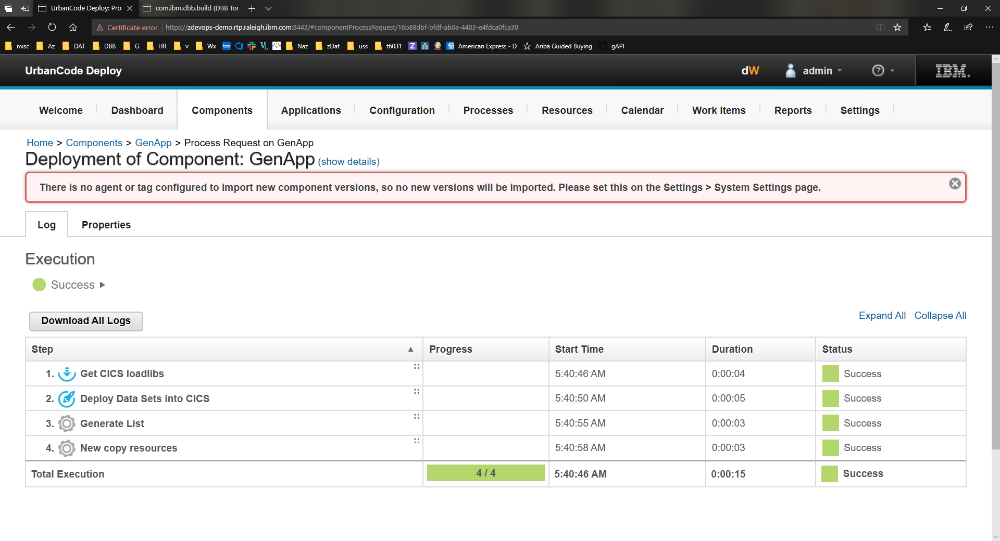 UrbanCode Deploy: Pro
com.ibm.dbb.build (DBB Toc
Certificate error
https://zdevops-demo.rtp.raleigh.ibm.com:8443/#componentProcessRequest/16b88dbf-bfdf-ab0a-4403-e4fdca0fca30
misc Az DAT DBB G HR v Wx box Naz zDat uss t6031 Z American Express - D Ariba Guided Buying gAPI
UrbanCode Deploy
dW
admin
?
IBM
Welcome
Dashboard
Components
Applications
Configuration
Processes
Resources
Calendar
Work Items
Reports
Settings
Home > Components > GenApp > Process Request on GenApp
Deployment of Component: GenApp (show details)
There is no agent or tag configured to import new component versions, so no new versions will be imported. Please set this on the Settings > System Settings page.
Log
Properties
Execution
Success
Download All Logs
Expand All Collapse All
Step Progress Start Time Duration Status
1. Get CICS loadlibs 5:40:46 AM 0:00:04 Success
2. Deploy Data Sets into CICS 5:40:50 AM 0:00:05 Success
3. Generate List 5:40:55 AM 0:00:03 Success
4. New copy resources 5:40:58 AM 0:00:03 Success
Total Execution 4 / 4 5:40:46 AM 0:00:15 Success